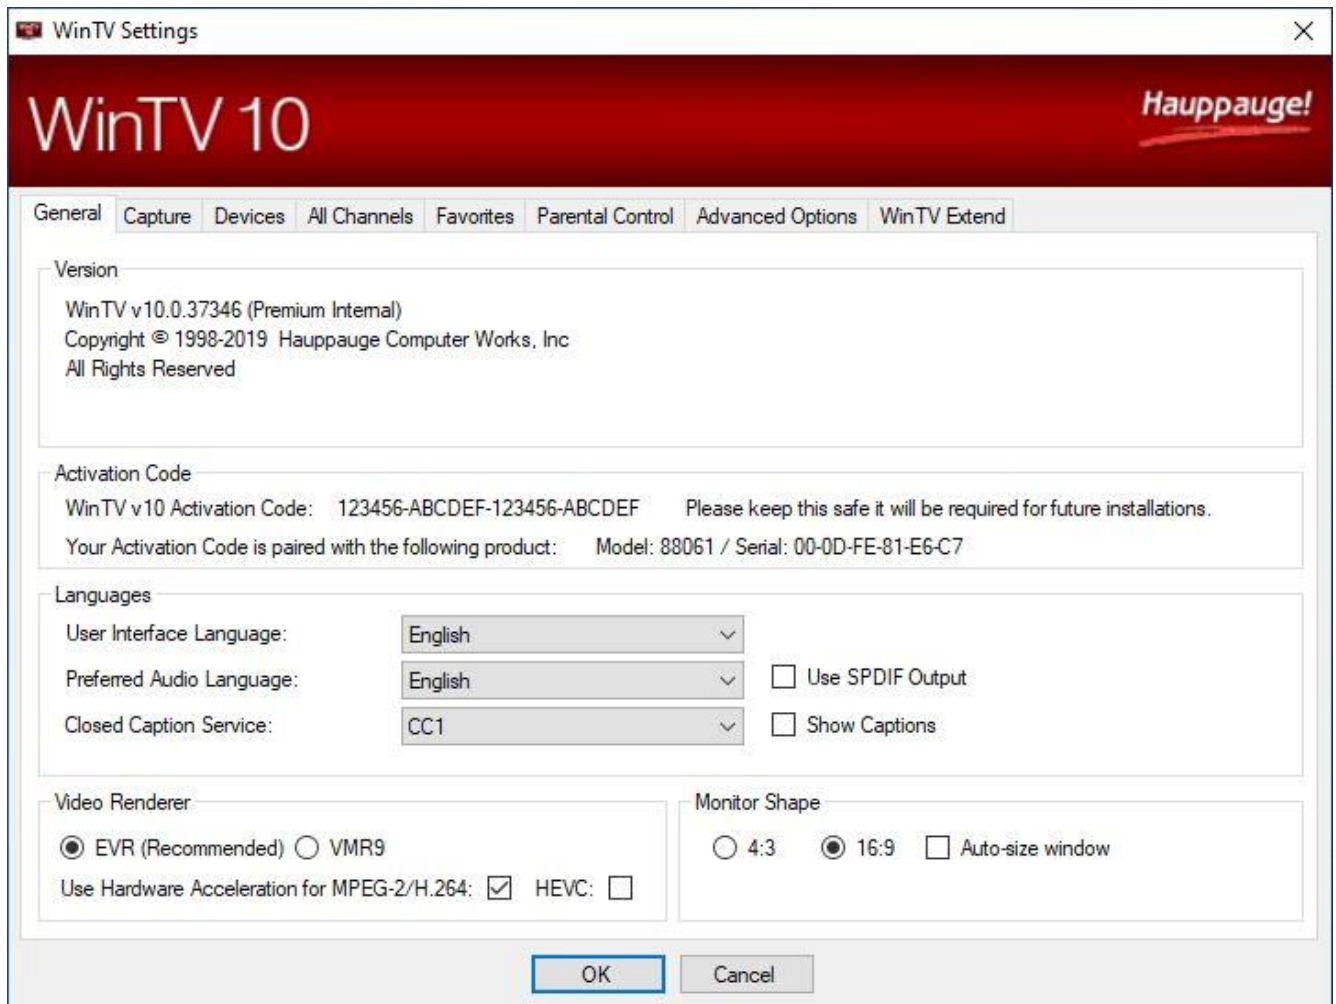 WinTV Settings
WinTV 10
Hauppauge!
General Capture Devices All Channels Favorites Parental Control Advanced Options WinTV Extend
Version
WinTV v10.0.37346 (Premium Internal)
Copyright © 1998-2019 Hauppauge Computer Works, Inc
All Rights Reserved
Activation Code
WinTV v10 Activation Code: 123456-ABCDEF-123456-ABCDEF Please keep this safe it will be required for future installations.
Your Activation Code is paired with the following product: Model: 88061 / Serial: 00-0D-FE-81-E6-C7
Languages
User Interface Language: English
Preferred Audio Language: English Use SPDIF Output
Closed Caption Service: CC1 Show Captions
Video Renderer
EVR (Recommended) VMR9
Use Hardware Acceleration for MPEG-2/H.264: HEVC:
Monitor Shape
4:3 16:9 Auto-size window
OK Cancel